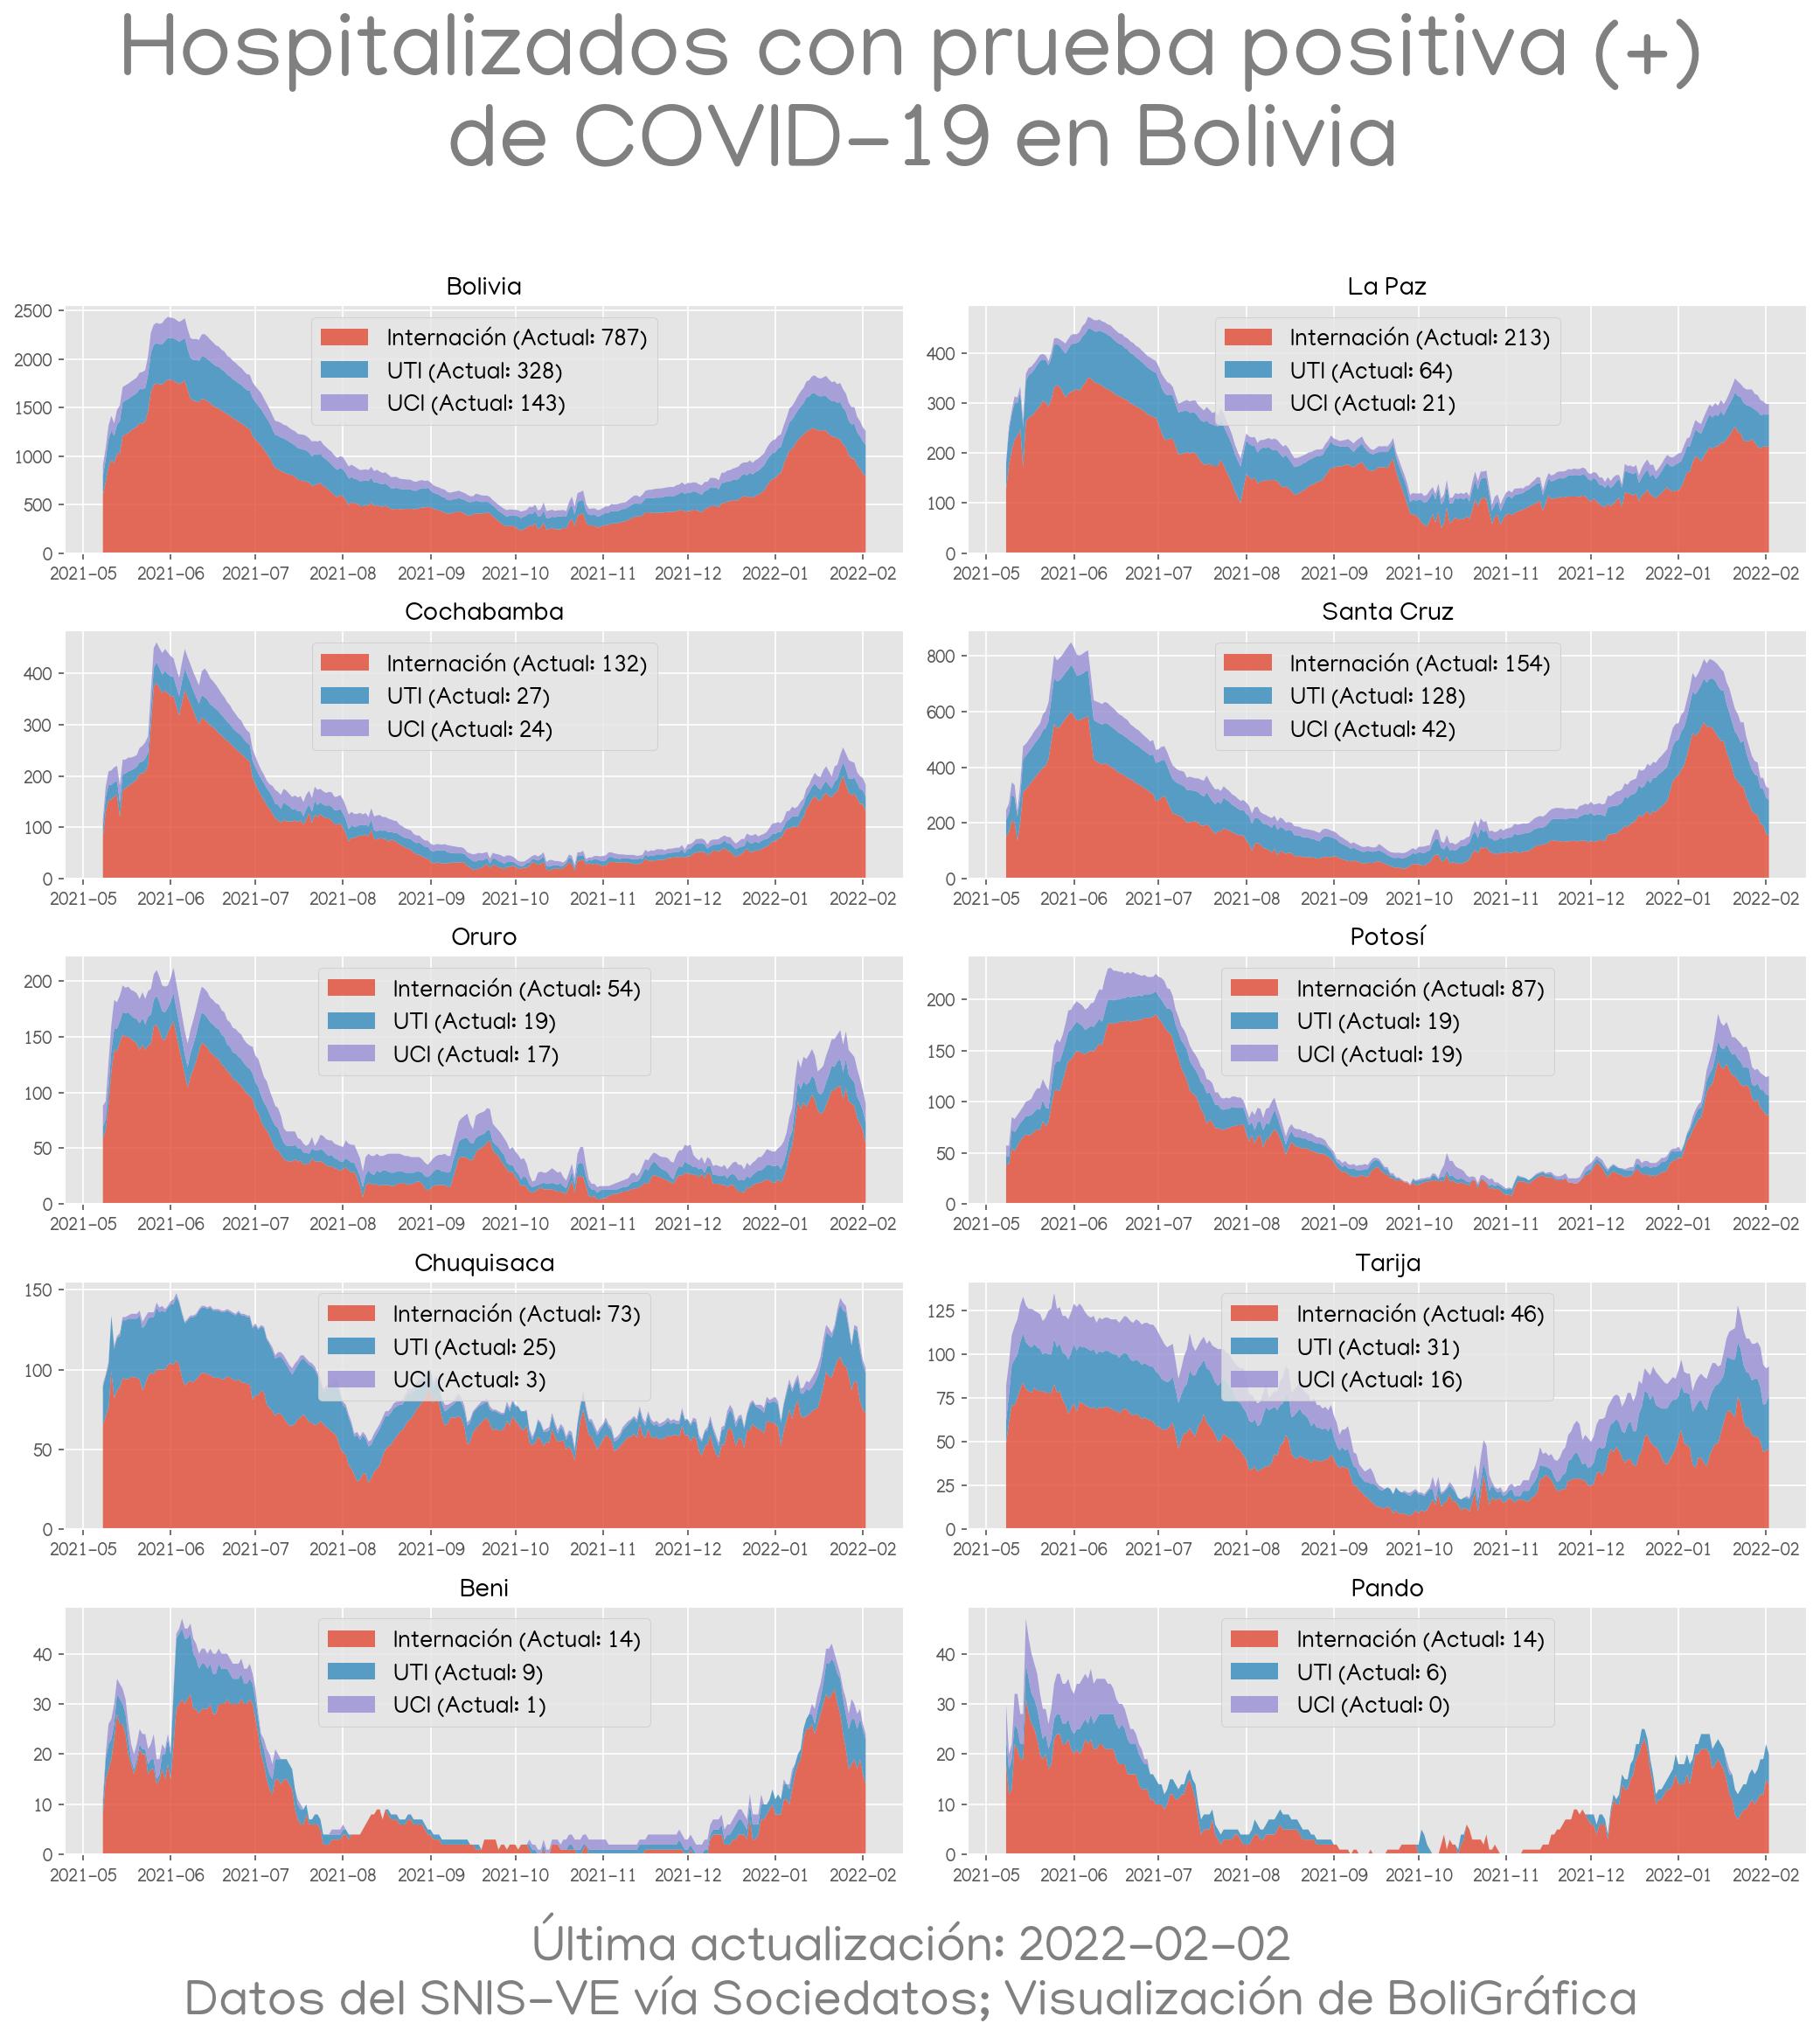 Hospitalizados con prueba positiva (+)
de COVID-19 en Bolivia
Bolivia
2500
2000
1500
1000
500
0
Internación (Actual: 787)
UTI (Actual: 328)
UCI (Actual: 143)
2021-05 2021-06 2021-07 2021-08 2021-09 2021-10 2021-11 2021-12 2022-01 2022-02
La Paz
400
300
200
100
0
Internación (Actual: 213)
UTI (Actual: 64)
UCI (Actual: 21)
2021-05 2021-06 2021-07 2021-08 2021-09 2021-10 2021-11 2021-12 2022-01 2022-02
Cochabamba
400
300
200
100
0
Internación (Actual: 132)
UTI (Actual: 27)
UCI (Actual: 24)
2021-05 2021-06 2021-07 2021-08 2021-09 2021-10 2021-11 2021-12 2022-01 2022-02
Santa Cruz
800
600
400
200
0
Internación (Actual: 154)
UTI (Actual: 128)
UCI (Actual: 42)
2021-05 2021-06 2021-07 2021-08 2021-09 2021-10 2021-11 2021-12 2022-01 2022-02
Oruro
200
150
100
50
0
Internación (Actual: 54)
UTI (Actual: 19)
UCI (Actual: 17)
2021-05 2021-06 2021-07 2021-08 2021-09 2021-10 2021-11 2021-12 2022-01 2022-02
Potosí
200
150
100
50
0
Internación (Actual: 87)
UTI (Actual: 19)
UCI (Actual: 19)
2021-05 2021-06 2021-07 2021-08 2021-09 2021-10 2021-11 2021-12 2022-01 2022-02
Chuquisaca
150
100
50
0
Internación (Actual: 73)
UTI (Actual: 25)
UCI (Actual: 3)
2021-05 2021-06 2021-07 2021-08 2021-09 2021-10 2021-11 2021-12 2022-01 2022-02
Tarija
125
100
75
50
25
0
Internación (Actual: 46)
UTI (Actual: 31)
UCI (Actual: 16)
2021-05 2021-06 2021-07 2021-08 2021-09 2021-10 2021-11 2021-12 2022-01 2022-02
Beni
40
30
20
10
0
Internación (Actual: 14)
UTI (Actual: 9)
UCI (Actual: 1)
2021-05 2021-06 2021-07 2021-08 2021-09 2021-10 2021-11 2021-12 2022-01 2022-02
Pando
40
30
20
10
0
Internación (Actual: 14)
UTI (Actual: 6)
UCI (Actual: 0)
2021-05 2021-06 2021-07 2021-08 2021-09 2021-10 2021-11 2021-12 2022-01 2022-02
Última actualización: 2022-02-02
Datos del SNIS-VE vía Sociedatos; Visualización de BoliGráfica